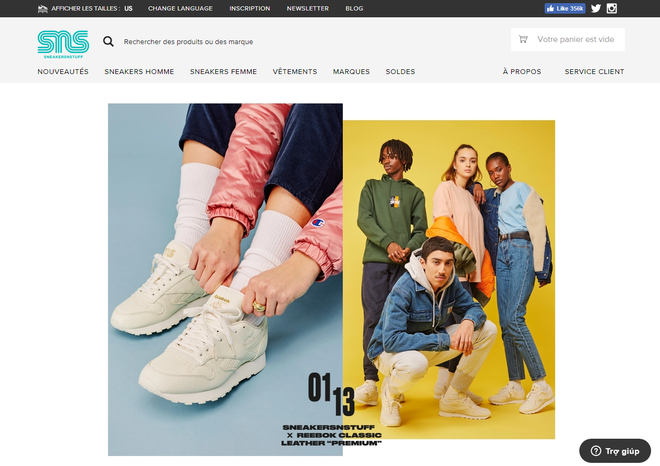 AFFICHER LES TAILLES : US CHANGE LANGUAGE INSCRIPTION NEWSLETTER BLOG Like 356k
sns
SNEAKERSNSTUFF
Rechercher des produits ou des marque
Votre panier est vide
NOUVEAUTÉS SNEAKERS HOMME SNEAKERS FEMME VÊTEMENTS MARQUES SOLDES À PROPOS SERVICE CLIENT
01
13
SNEAKERSNSTUFF
X REEBOK CLASSIC
LEATHER "PREMIUM"
Trợ giúp